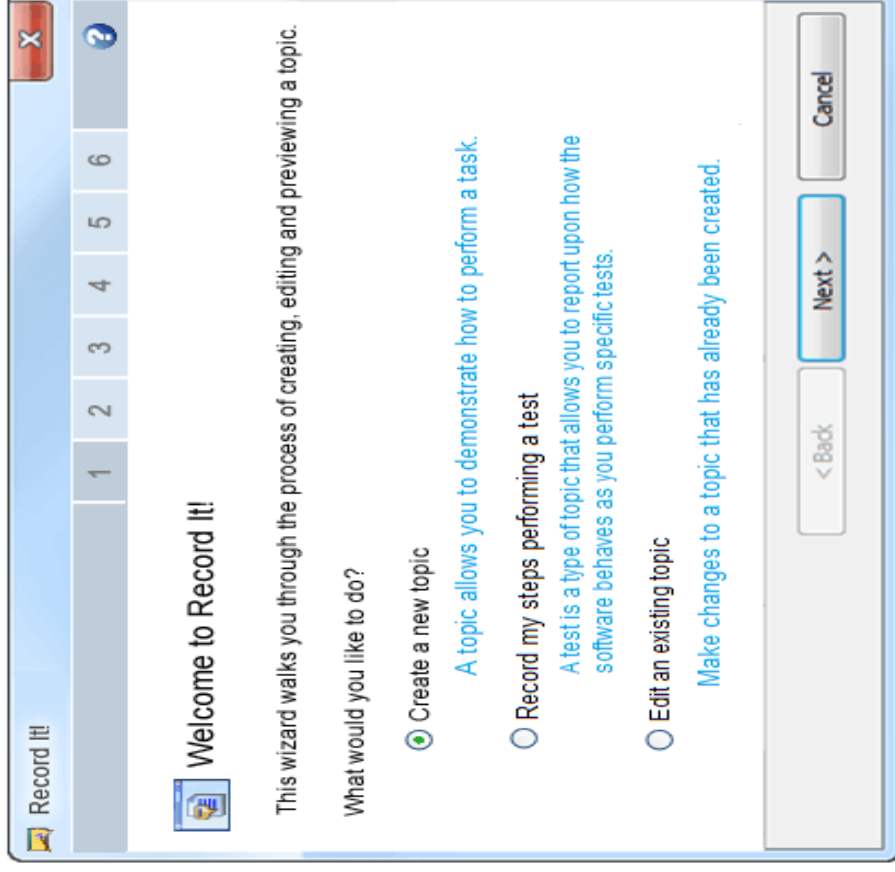 Record It!
X
1 2 3 4 5 6 ?
Welcome to Record It!
This wizard walks you through the process of creating, editing and previewing a topic.
What would you like to do?
Create a new topic
A topic allows you to demonstrate how to perform a task.
Record my steps performing a test
A test is a type of topic that allows you to report upon how the
software behaves as you perform specific tests.
Edit an existing topic
Make changes to a topic that has already been created.
< Back Next > Cancel